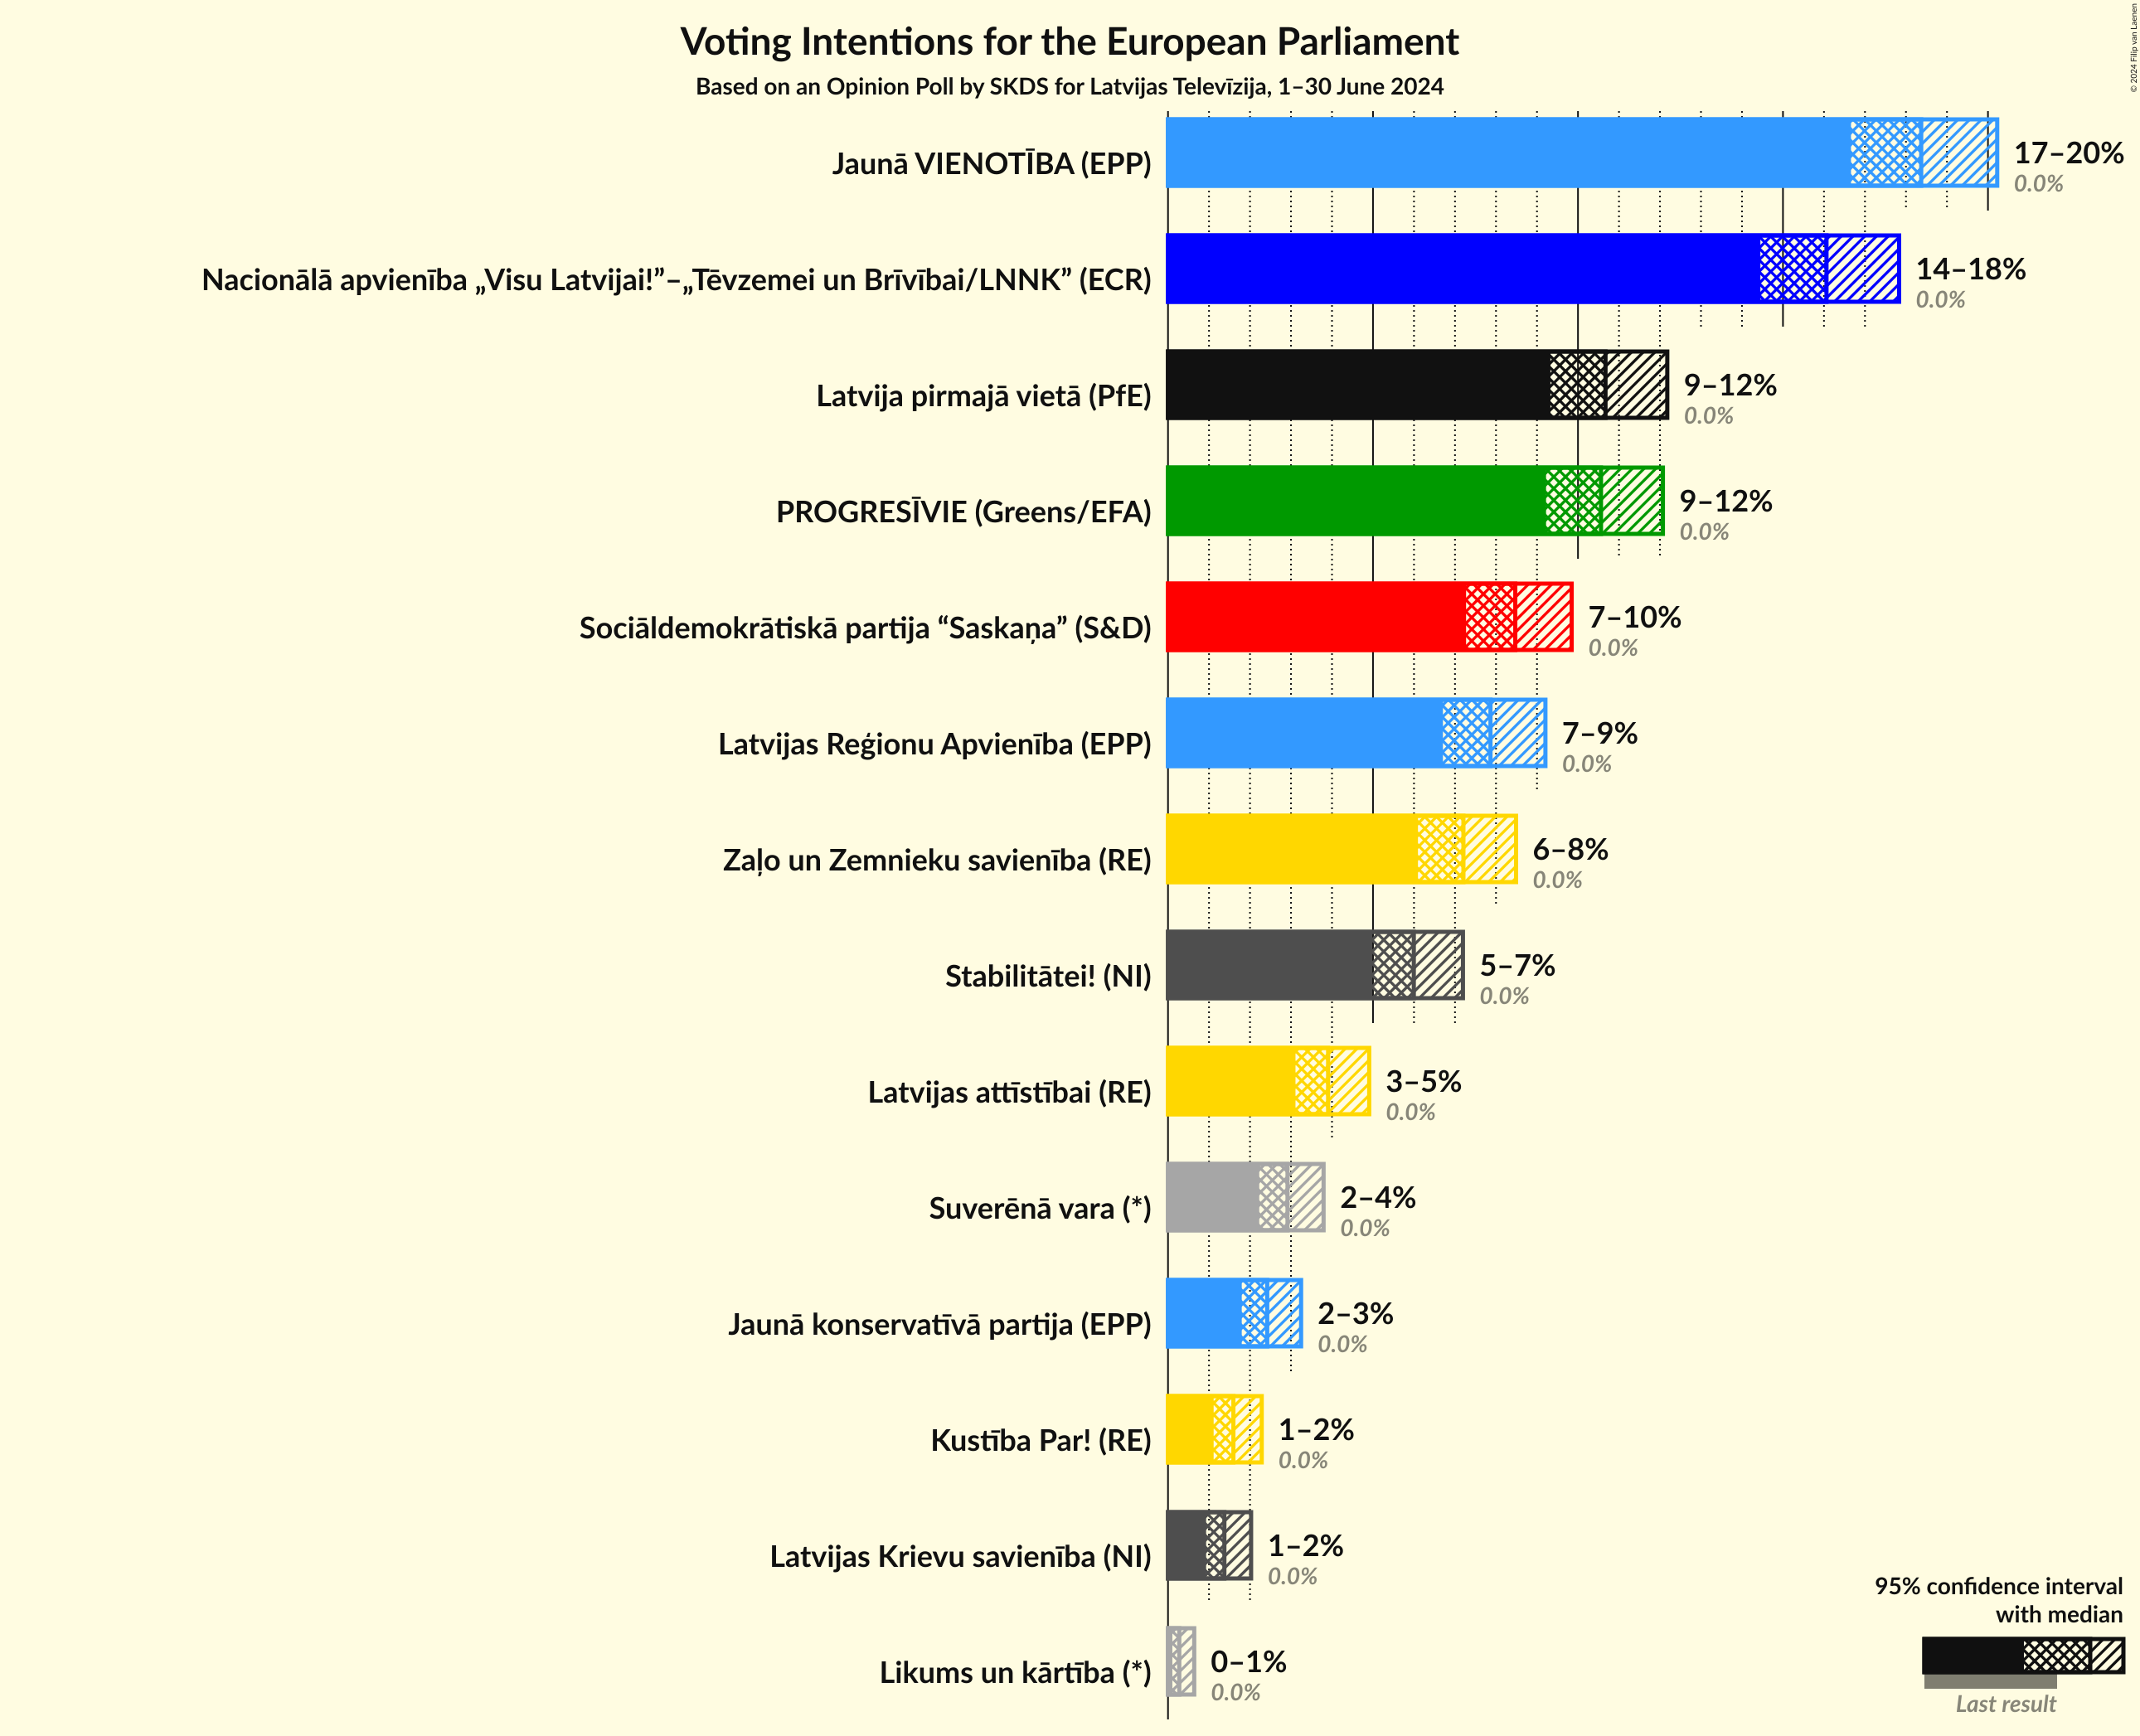 Voting Intentions for the European Parliament
Based on an Opinion Poll by SKDS for Latvijas Televīzija, 1–30 June 2024
© 2024 Filip van Laenen
Jaunā VIENOTĪBA (EPP)
17–20%
0.0%
Nacionālā apvienība „Visu Latvijai!”–„Tēvzemei un Brīvībai/LNNK” (ECR)
14–18%
0.0%
Latvija pirmajā vietā (PfE)
9–12%
0.0%
PROGRESĪVIE (Greens/EFA)
9–12%
0.0%
Sociāldemokrātiskā partija “Saskaņa” (S&D)
7–10%
0.0%
Latvijas Reģionu Apvienība (EPP)
7–9%
0.0%
Zaļo un Zemnieku savienība (RE)
6–8%
0.0%
Stabilitātei! (NI)
5–7%
0.0%
Latvijas attīstībai (RE)
3–5%
0.0%
Suverēnā vara (*)
2–4%
0.0%
Jaunā konservatīvā partija (EPP)
2–3%
0.0%
Kustība Par! (RE)
1–2%
0.0%
Latvijas Krievu savienība (NI)
1–2%
0.0%
Likums un kārtība (*)
0–1%
0.0%
95% confidence interval
with median
Last result